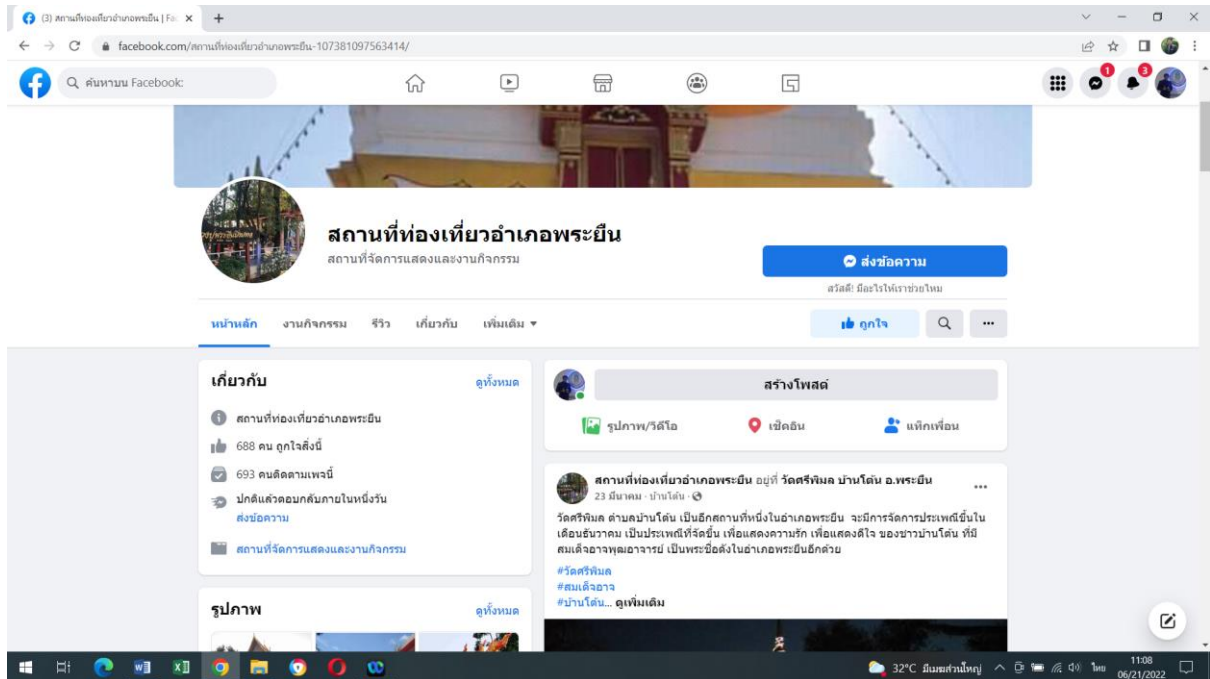 (3) สถานที่ท่องเที่ยวอำเภอพระยืน | Fac
facebook.com/สถานที่ท่องเที่ยวอำเภอพระยืน-107381097563414/
ค้นหาบน Facebook:
1
3
สถานที่ท่องเที่ยวอำเภอพระยืน
สถานที่จัดการแสดงและงานกิจกรรม
ส่งข้อความ
สวัสดี! มีอะไรให้เราช่วยไหม
หน้าหลัก งานกิจกรรม รีวิว เกี่ยวกับ เพิ่มเติม
ถูกใจ
เกี่ยวกับ
ดูทั้งหมด
สถานที่ท่องเที่ยวอำเภอพระยืน
688 คน ถูกใจสิ่งนี้
693 คนติดตามเพจนี้
ปกติแล้วตอบกลับภายในหนึ่งวัน
ส่งข้อความ
สถานที่จัดการแสดงและงานกิจกรรม
รูปภาพ
ดูทั้งหมด
สร้างโพสต์
รูปภาพ/วิดีโอ เช็คอิน แท็กเพื่อน
สถานที่ท่องเที่ยวอำเภอพระยืน อยู่ที่ วัดศรีพิมล บ้านโต้น อ.พระยืน
23 มีนาคม · บ้านโต้น ·
วัดศรีพิมล ตำบลบ้านโต้น เป็นอีกสถานที่หนึ่งในอำเภอพระยืน จะมีการจัดการประเพณีขึ้นใน
เดือนธันวาคม เป็นประเพณีที่จัดขึ้น เพื่อแสดงความรัก เพื่อแสดงดีใจ ของชาวบ้านโต้น ที่มี
สมเด็จอาจพุฒอาจารย์ เป็นพระชื่อดังในอำเภอพระยืนอีกด้วย
#วัดศรีพิมล
#สมเด็จอาจ
#บ้านโต้น... ดูเพิ่มเติม
32°C มีเมฆส่วนใหญ่
ไทย
11:08
06/21/2022